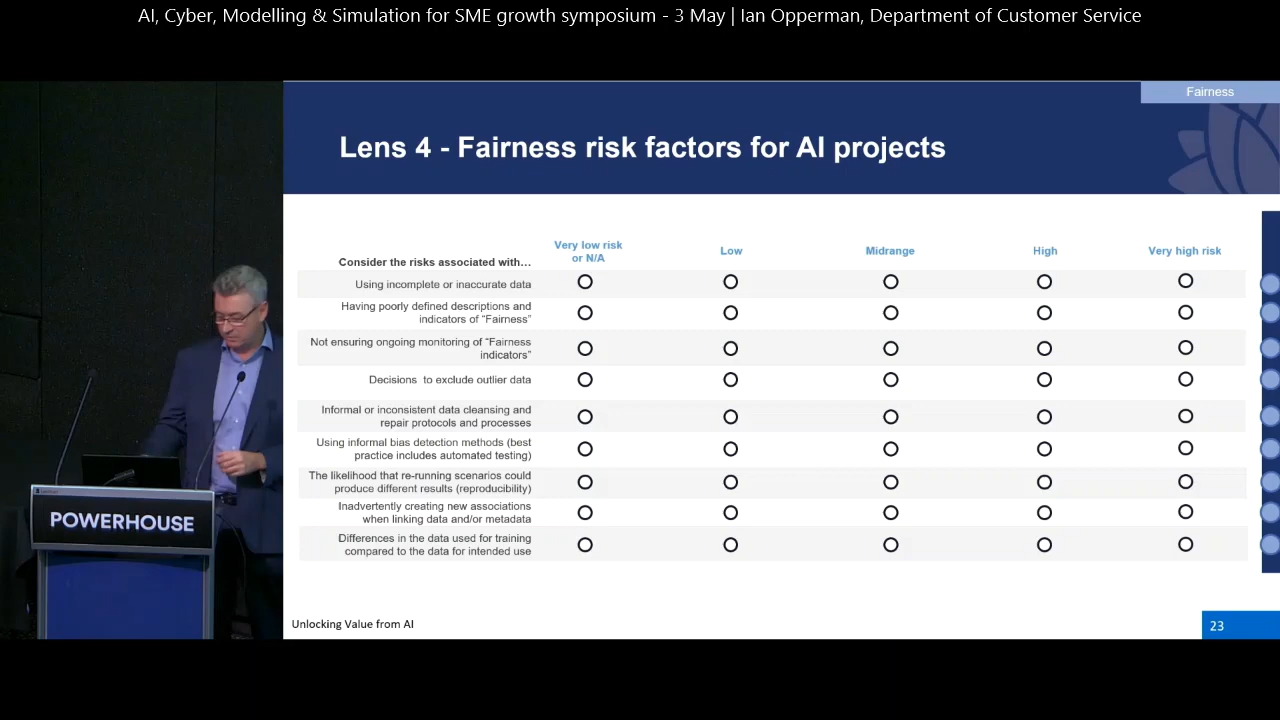 AI, Cyber, Modelling & Simulation for SME growth symposium - 3 May | Ian Opperman, Department of Customer Service
Fairness
Lens 4 - Fairness risk factors for AI projects
Consider the risks associated with…
Very low risk
or N/A
Low
Midrange
High
Very high risk
Using incomplete or inaccurate data
Having poorly defined descriptions and
indicators of “Fairness”
Not ensuring ongoing monitoring of “Fairness
indicators”
Decisions  to exclude outlier data
Informal or inconsistent data cleansing and
repair protocols and processes
Using informal bias detection methods (best
practice includes automated testing)
The likelihood that re-running scenarios could
produce different results (reproducibility)
Inadvertently creating new associations
when linking data and/or metadata
Differences in the data used for training
compared to the data for intended use
POWERHOUSE
Unlocking Value from AI
23